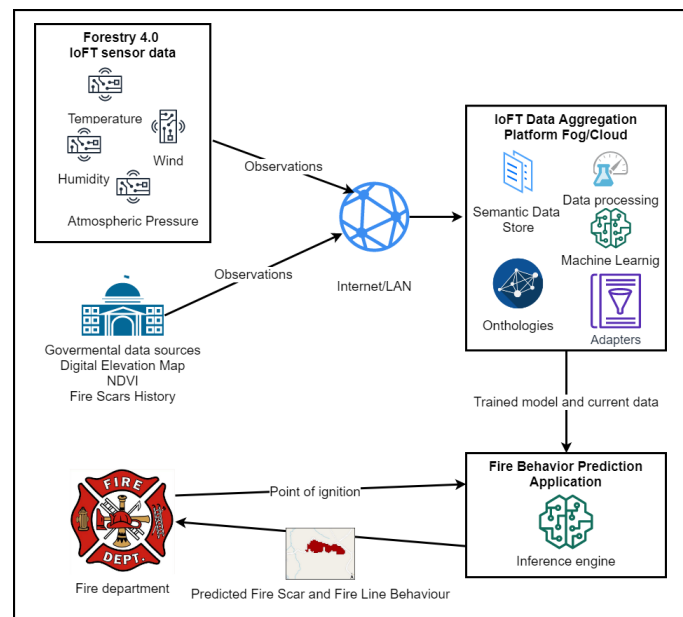 Forestry 4.0
IoFT sensor data
Temperature
Wind
Humidity
Atmospheric Pressure
Observations
Observations
Internet/LAN
IoFT Data Aggregation
Platform Fog/Cloud
Semantic Data
Store
Data processing
Machine Learnig
Onthologies
Adapters
Govermental data sources
Digital Elevation Map
NDVI
Fire Scars History
Trained model and current data
Fire Behavior Prediction
Application
Inference engine
Point of ignition
FIRE
DEPT.
Fire department
Predicted Fire Scar and Fire Line Behaviour